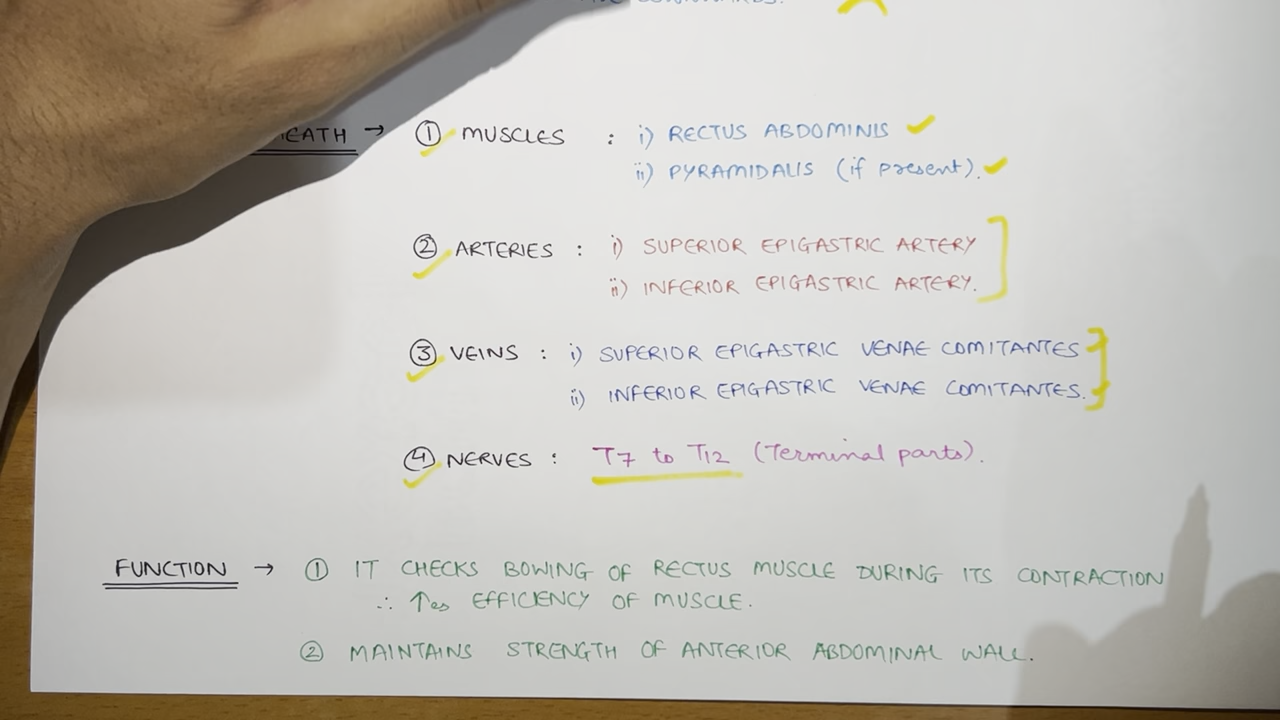 DOWNWARDS.
EATH → ① MUSCLES : i) RECTUS ABDOMINIS
ii) PYRAMIDALIS (if present).
② ARTERIES : i) SUPERIOR EPIGASTRIC ARTERY
ii) INFERIOR EPIGASTRIC ARTERY.
③ VEINS : i) SUPERIOR EPIGASTRIC VENAE COMITANTES
ii) INFERIOR EPIGASTRIC VENAE COMITANTES.
④ NERVES : T7 to T12 (Terminal parts).
FUNCTION → ① IT CHECKS BOWING OF RECTUS MUSCLE DURING ITS CONTRACTION
∴ ↑es EFFICIENCY OF MUSCLE.
② MAINTAINS STRENGTH OF ANTERIOR ABDOMINAL WALL.